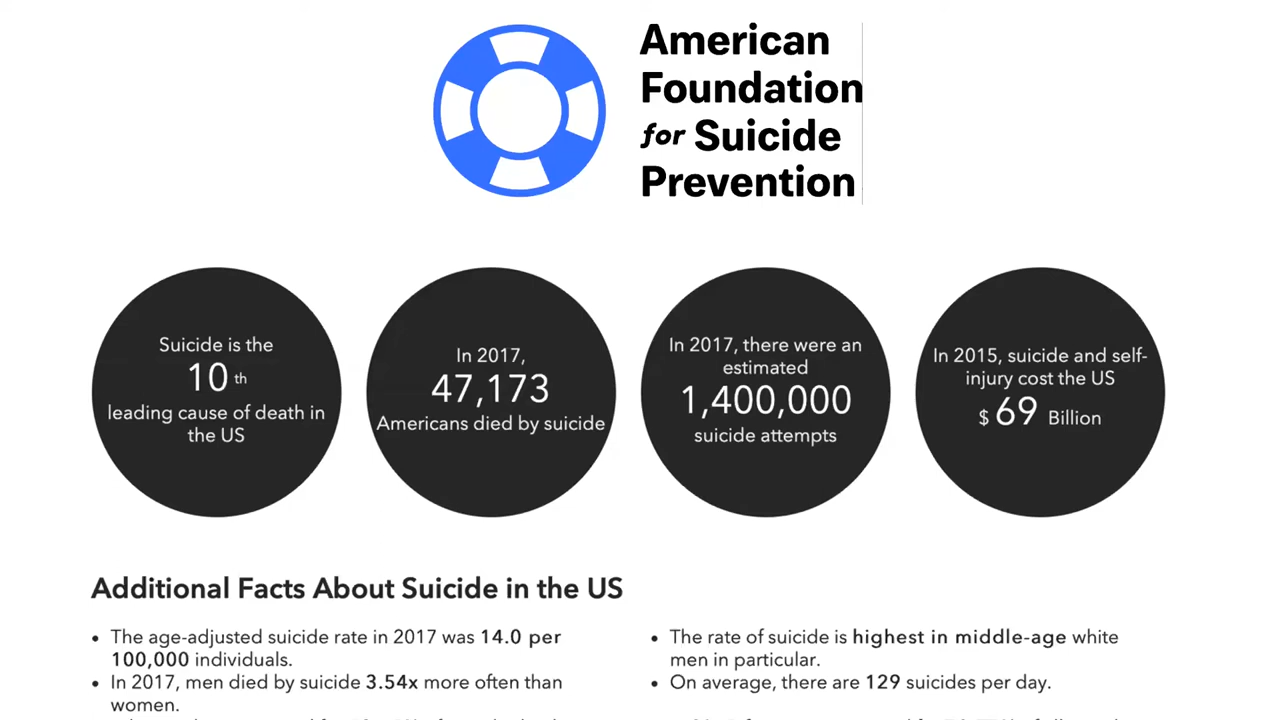 American
Foundation
for Suicide
Prevention
Suicide is the
10 th
leading cause of death in
the US
In 2017,
47,173
Americans died by suicide
In 2017, there were an
estimated
1,400,000
suicide attempts
In 2015, suicide and self-
injury cost the US
$ 69 Billion
Additional Facts About Suicide in the US
• The age-adjusted suicide rate in 2017 was 14.0 per
100,000 individuals.
• In 2017, men died by suicide 3.54x more often than
women.
• The rate of suicide is highest in middle-age white
men in particular.
• On average, there are 129 suicides per day.